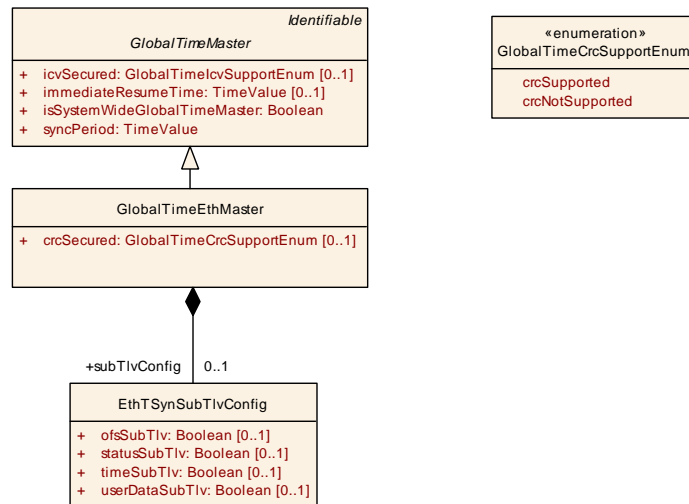 Identifiable
GlobalTimeMaster
+ icvSecured: GlobalTimeIcvSupportEnum [0..1]
+ immediateResumeTime: TimeValue [0..1]
+ isSystemWideGlobalTimeMaster: Boolean
+ syncPeriod: TimeValue
«enumeration»
GlobalTimeCrcSupportEnum
crcSupported
crcNotSupported
GlobalTimeEthMaster
+ crcSecured: GlobalTimeCrcSupportEnum [0..1]
+subTlvConfig 0..1
EthTSynSubTlvConfig
+ ofsSubTlv: Boolean [0..1]
+ statusSubTlv: Boolean [0..1]
+ timeSubTlv: Boolean [0..1]
+ userDataSubTlv: Boolean [0..1]